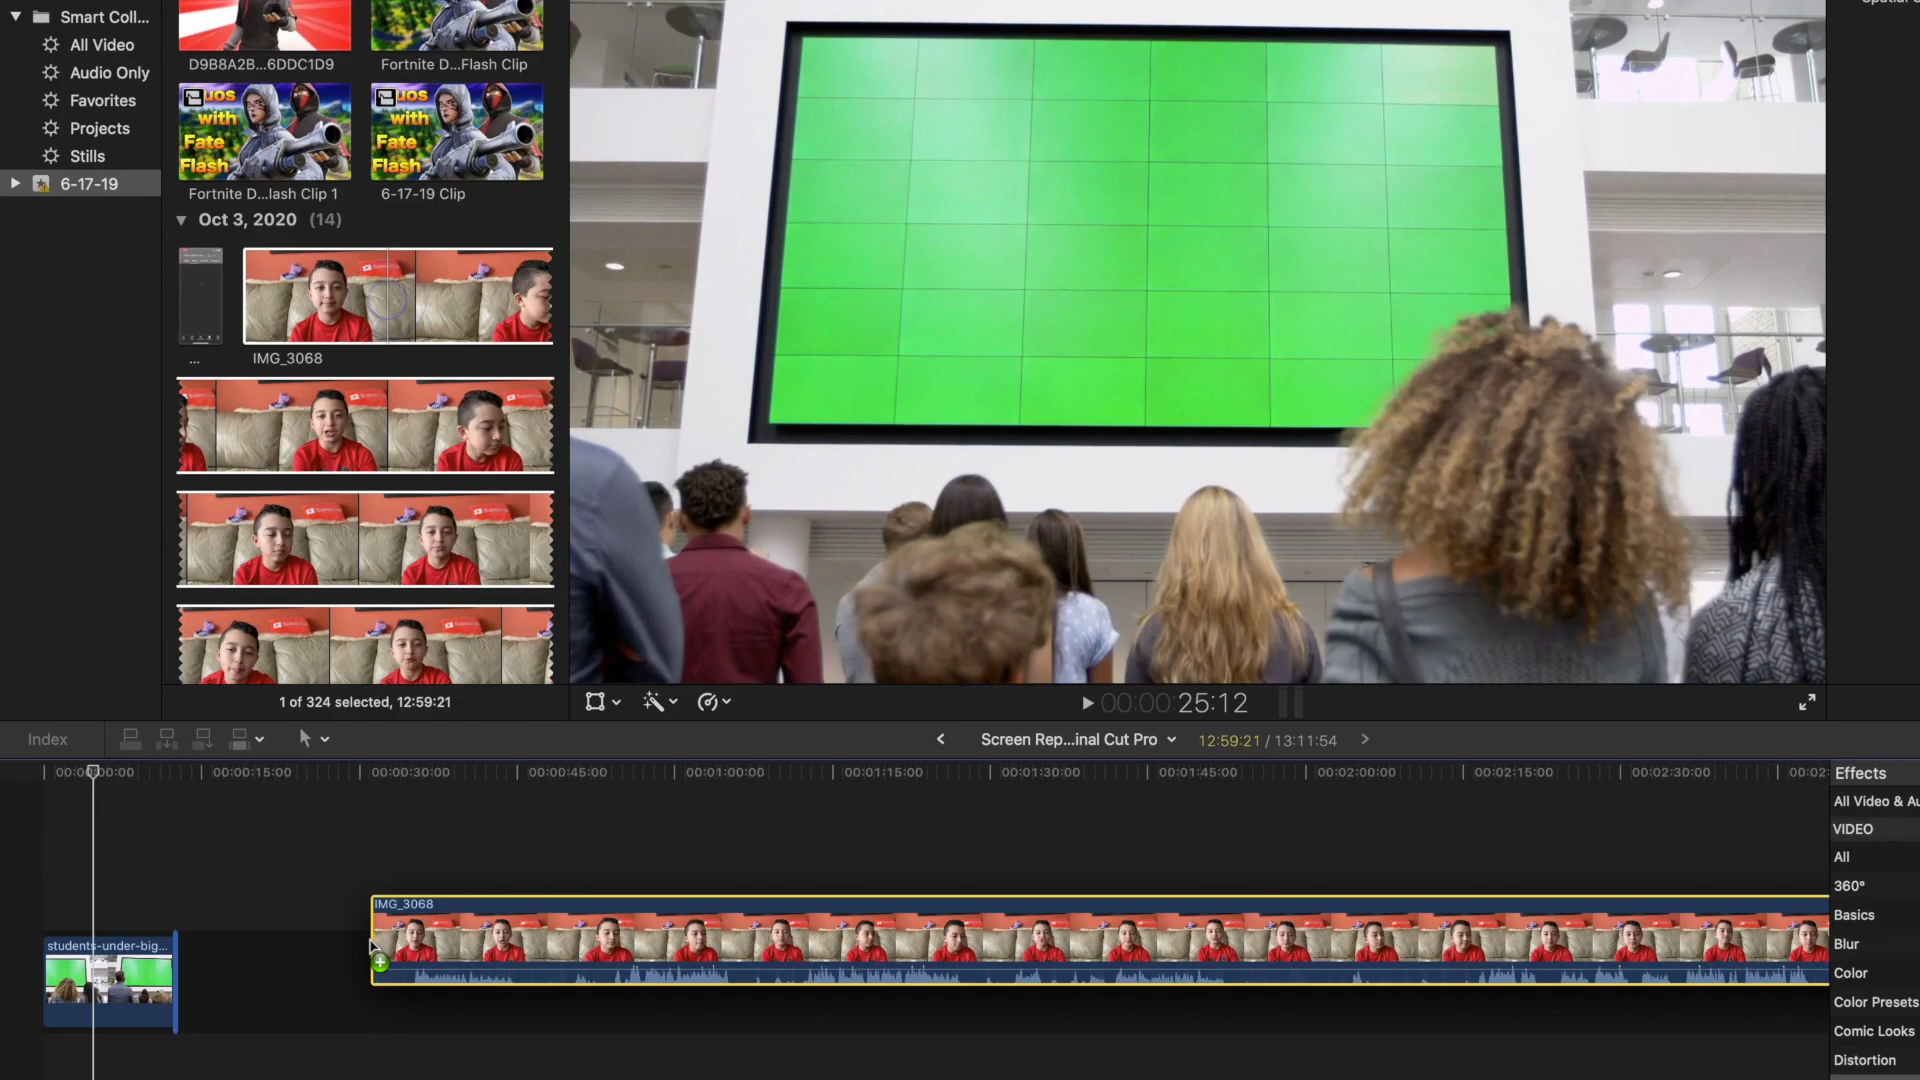 Smart Coll...
All Video
Audio Only
Favorites
Projects
Stills
6-17-19
D9B8A2B...6DDC1D9
Fortnite D...Flash Clip
uos
with
Fate
Flash
uos
with
Fate
Flash
Fortnite D...lash Clip 1
6-17-19 Clip
Oct 3, 2020 (14)
...
IMG_3068
1 of 324 selected, 12:59:21
00:00:00:25:12
Index
Screen Rep...inal Cut Pro
12:59:21 / 13:11:54
00:00:00:00
00:00:15:00
00:00:30:00
00:00:45:00
00:01:00:00
00:01:15:00
00:01:30:00
00:01:45:00
00:02:00:00
00:02:15:00
00:02:30:00
00:02:
IMG_3068
students-under-big...
Effects
All Video & Au
VIDEO
All
360°
Basics
Blur
Color
Color Presets
Comic Looks
Distortion